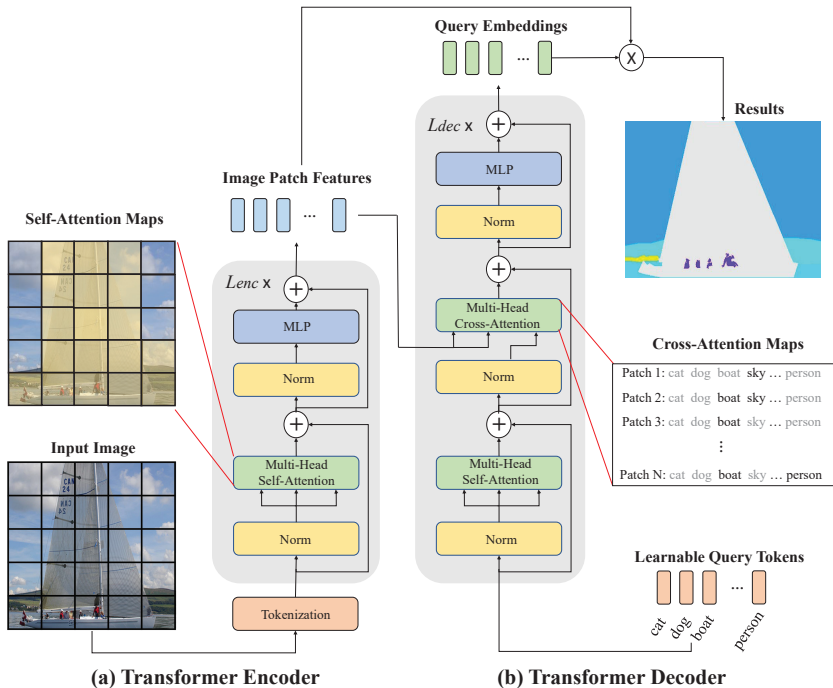 Query Embeddings
...
X
Ldec x
+
Results
MLP
Image Patch Features
...
Norm
Self-Attention Maps
+
Lenc x
+
Multi-Head
Cross-Attention
MLP
Cross-Attention Maps
Norm
Norm
Patch 1: cat dog boat sky ... person
Patch 2: cat dog boat sky ... person
Patch 3: cat dog boat sky ... person
⋮
Patch N: cat dog boat sky ... person
+
+
Input Image
Multi-Head
Self-Attention
Multi-Head
Self-Attention
CAN
24
Norm
Norm
Learnable Query Tokens
...
Tokenization
cat
dog
boat
person
(a) Transformer Encoder
(b) Transformer Decoder